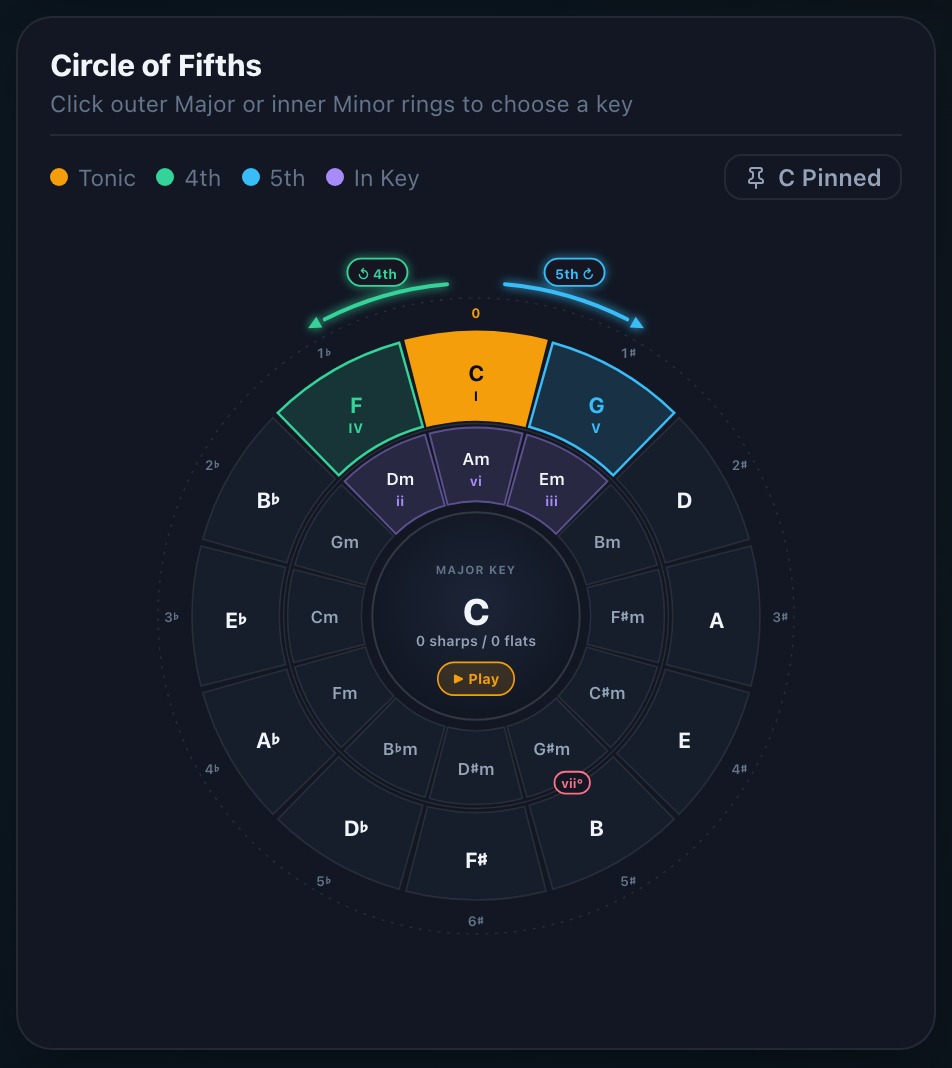 Circle of Fifths
Click outer Major or inner Minor rings to choose a key
Tonic 4th 5th In Key C Pinned
↺ 4th 5th ↻
0
1♭ 1♯
C
I
F G
IV V
2♭ 2♯
Am
vi
Dm Em
ii iii
B♭ D
Gm Bm
MAJOR KEY
C
0 sharps / 0 flats
▶ Play
3♭ E♭ Cm F♯m A 3♯
Fm C♯m
A♭ E
B♭m G♯m
D♯m
4♭ 4♯
vii°
D♭ B
F♯
5♭ 5♯
6♯